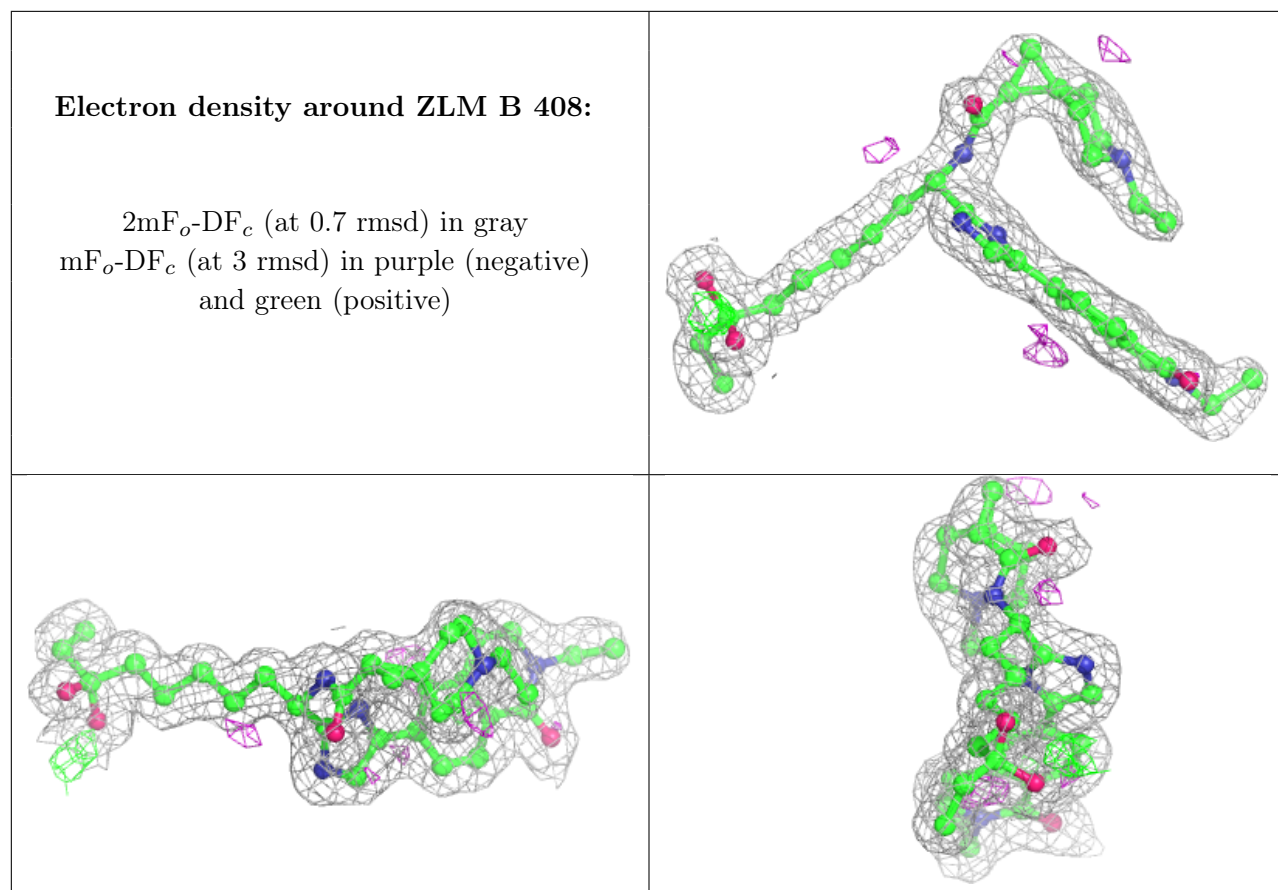 Electron density around ZLM B 408:
2mFo-DFc (at 0.7 rmsd) in gray
mFo-DFc (at 3 rmsd) in purple (negative)
and green (positive)